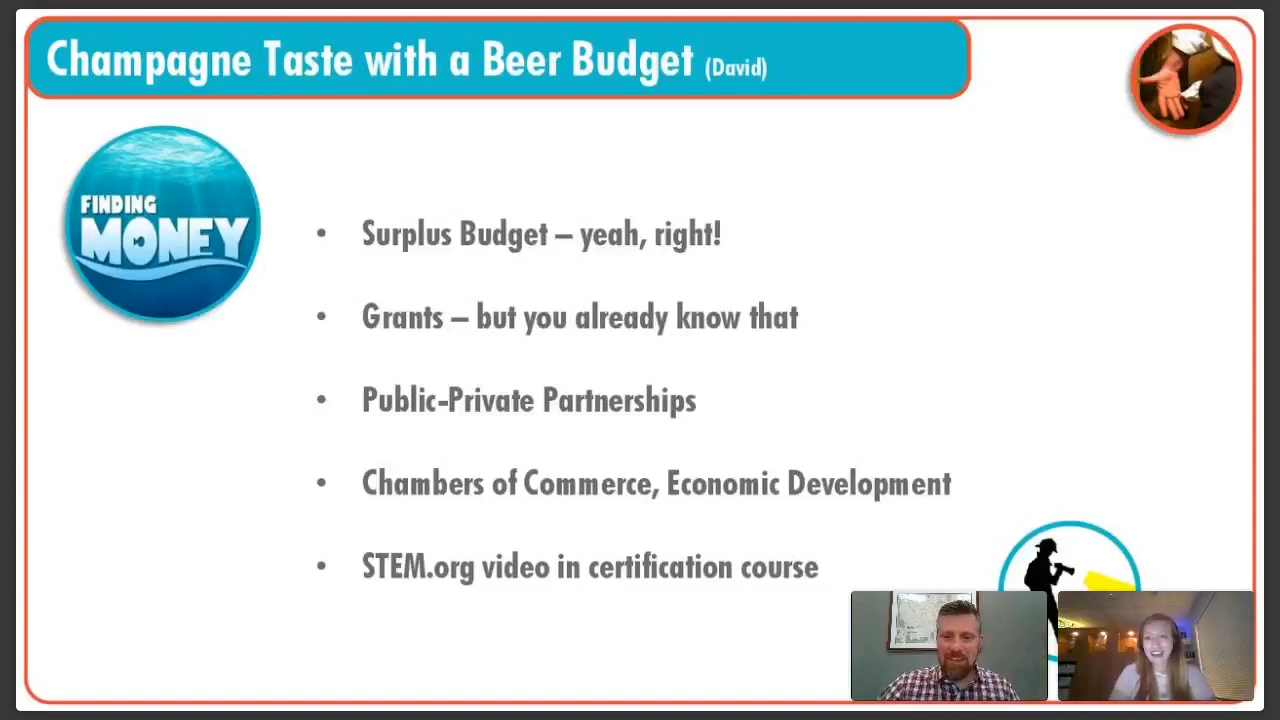 Champagne Taste with a Beer Budget (David)
FINDING
MONEY
• Surplus Budget – yeah, right!
• Grants – but you already know that
• Public-Private Partnerships
• Chambers of Commerce, Economic Development
• STEM.org video in certification course